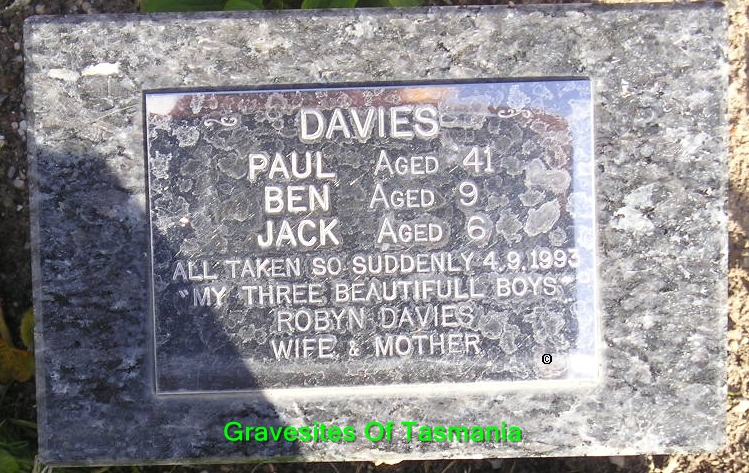 DAVIES
PAUL AGED 41
BEN AGED 9
JACK AGED 6
ALL TAKEN SO SUDDENLY 4.9.1993
"MY THREE BEAUTIFULL BOYS"
ROBYN DAVIES
WIFE & MOTHER
©
Gravesites Of Tasmania